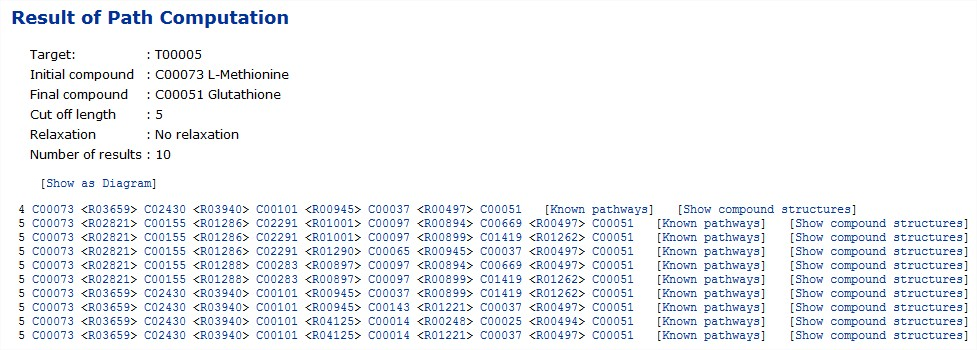 Result of Path Computation
Target: : T00005
Initial compound : C00073 L-Methionine
Final compound : C00051 Glutathione
Cut off length : 5
Relaxation : No relaxation
Number of results : 10
[Show as Diagram]
4 C00073 <R03659> C02430 <R03940> C00101 <R00945> C00037 <R00497> C00051 [Known pathways] [Show compound structures]
5 C00073 <R02821> C00155 <R01286> C02291 <R01001> C00097 <R00894> C00669 <R00497> C00051 [Known pathways] [Show compound structures]
5 C00073 <R02821> C00155 <R01286> C02291 <R01001> C00097 <R00899> C01419 <R01262> C00051 [Known pathways] [Show compound structures]
5 C00073 <R02821> C00155 <R01286> C02291 <R01290> C00065 <R00945> C00037 <R00497> C00051 [Known pathways] [Show compound structures]
5 C00073 <R02821> C00155 <R01288> C00283 <R00897> C00097 <R00894> C00669 <R00497> C00051 [Known pathways] [Show compound structures]
5 C00073 <R02821> C00155 <R01288> C00283 <R00897> C00097 <R00899> C01419 <R01262> C00051 [Known pathways] [Show compound structures]
5 C00073 <R03659> C02430 <R03940> C00101 <R00945> C00037 <R00899> C01419 <R01262> C00051 [Known pathways] [Show compound structures]
5 C00073 <R03659> C02430 <R03940> C00101 <R00945> C00143 <R01221> C00037 <R00497> C00051 [Known pathways] [Show compound structures]
5 C00073 <R03659> C02430 <R03940> C00101 <R04125> C00014 <R00248> C00025 <R00494> C00051 [Known pathways] [Show compound structures]
5 C00073 <R03659> C02430 <R03940> C00101 <R04125> C00014 <R01221> C00037 <R00497> C00051 [Known pathways] [Show compound structures]